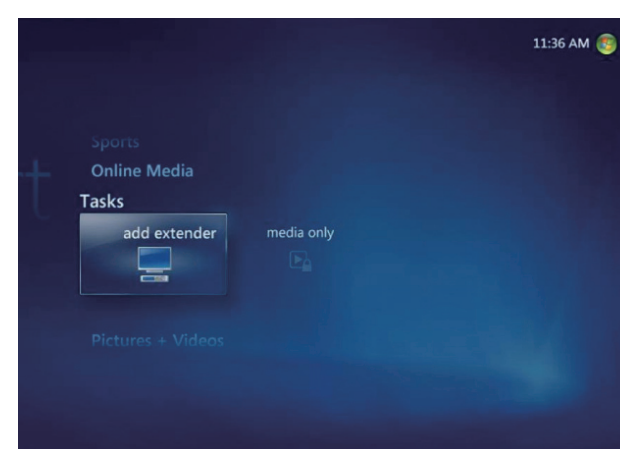 11:36 AM
Sports
Online Media
Tasks
add extender
media only
Pictures + Videos